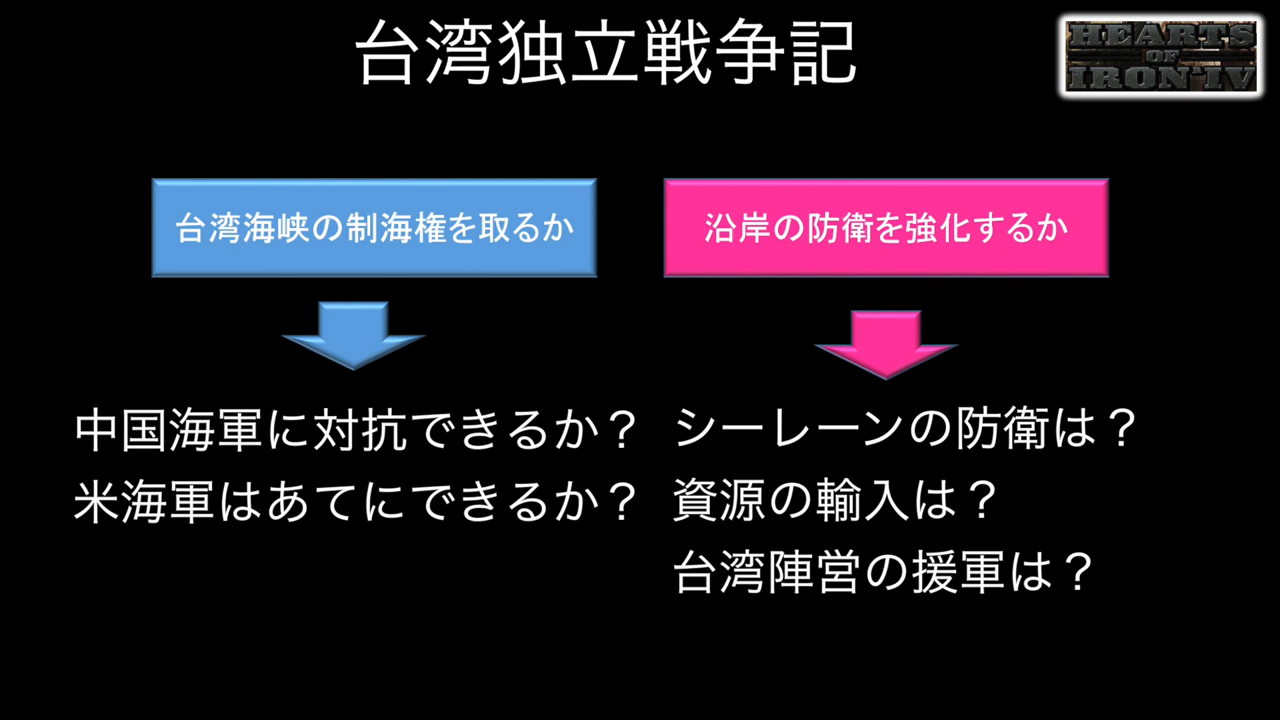 台湾独立戦争記
HEARTS
OF
IRON IV
台湾海峡の制海権を取るか
沿岸の防衛を強化するか
中国海軍に対抗できるか？
米海軍はあてにできるか？
シーレーンの防衛は？
資源の輸入は？
台湾陣営の援軍は？